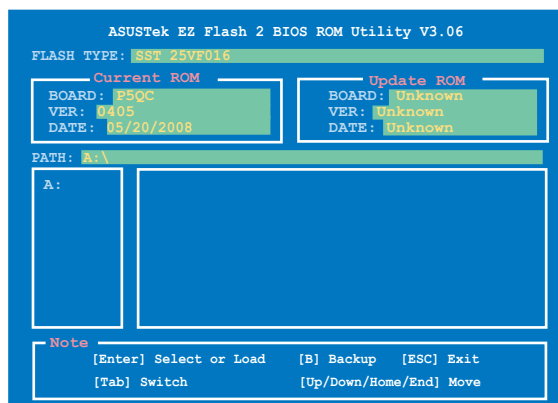 ASUSTek EZ Flash 2 BIOS ROM Utility V3.06
FLASH TYPE: SST 25VF016
Current ROM
BOARD: P5QC
VER: 0405
DATE: 05/20/2008
Update ROM
BOARD: Unknown
VER: Unknown
DATE: Unknown
PATH: A:\
A:
Note
[Enter] Select or Load [B] Backup [ESC] Exit
[Tab] Switch [Up/Down/Home/End] Move